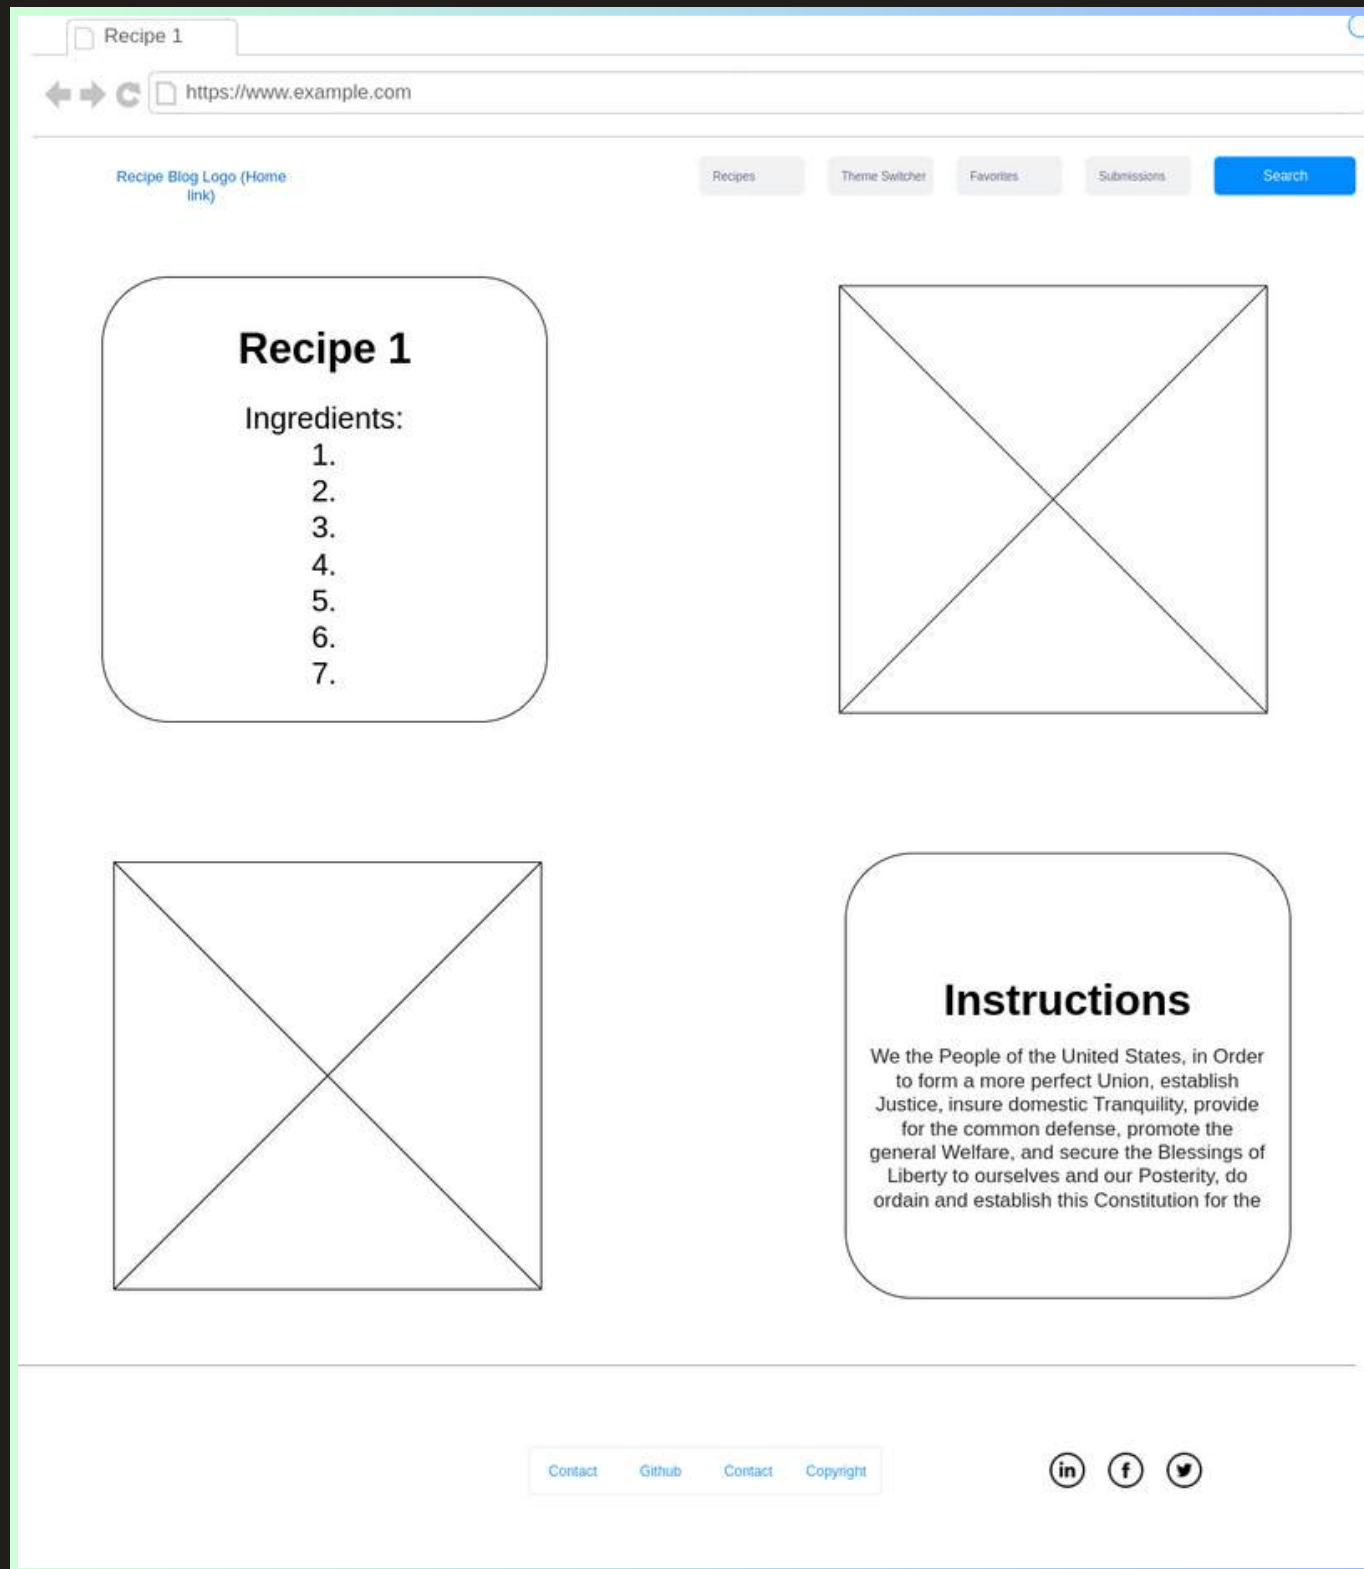 Recipe 1
https://www.example.com
Recipe Blog Logo (Home
link)
Recipes
Theme Switcher
Favorites
Submissions
Search
Recipe 1
Ingredients:
1.
2.
3.
4.
5.
6.
7.
Instructions
We the People of the United States, in Order
to form a more perfect Union, establish
Justice, insure domestic Tranquility, provide
for the common defense, promote the
general Welfare, and secure the Blessings of
Liberty to ourselves and our Posterity, do
ordain and establish this Constitution for the
Contact
Github
Contact
Copyright
in
f